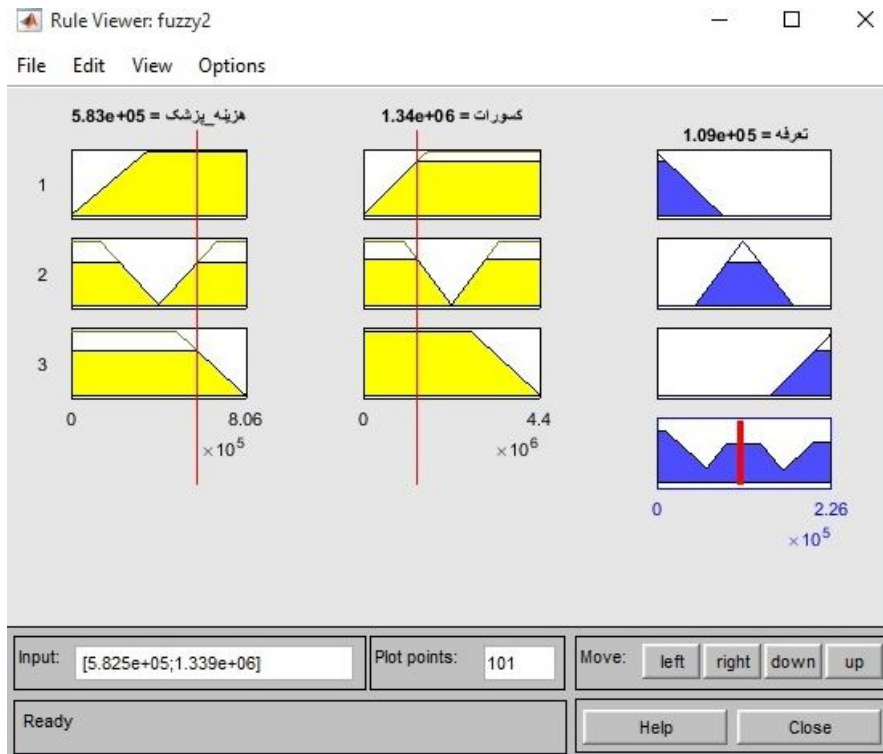 Rule Viewer: fuzzy2
File Edit View Options
هزینه_پزشک = 5.83e+05
کسورات = 1.34e+06
تعرفه = 1.09e+05
1
2
3
0 8.06
×10^5
0 4.4
×10^6
0 2.26
×10^5
Input: [5.825e+05;1.339e+06] Plot points: 101 Move: left right down up
Ready Help Close